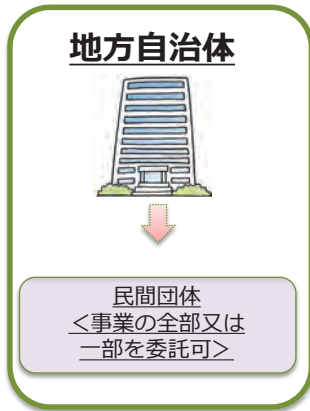 地方自治体
民間団体
＜事業の全部又は
一部を委託可＞